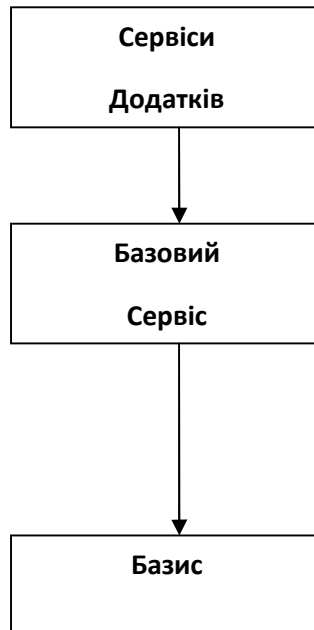 Сервіси
Додатків
Базовий
Сервіс
Базис